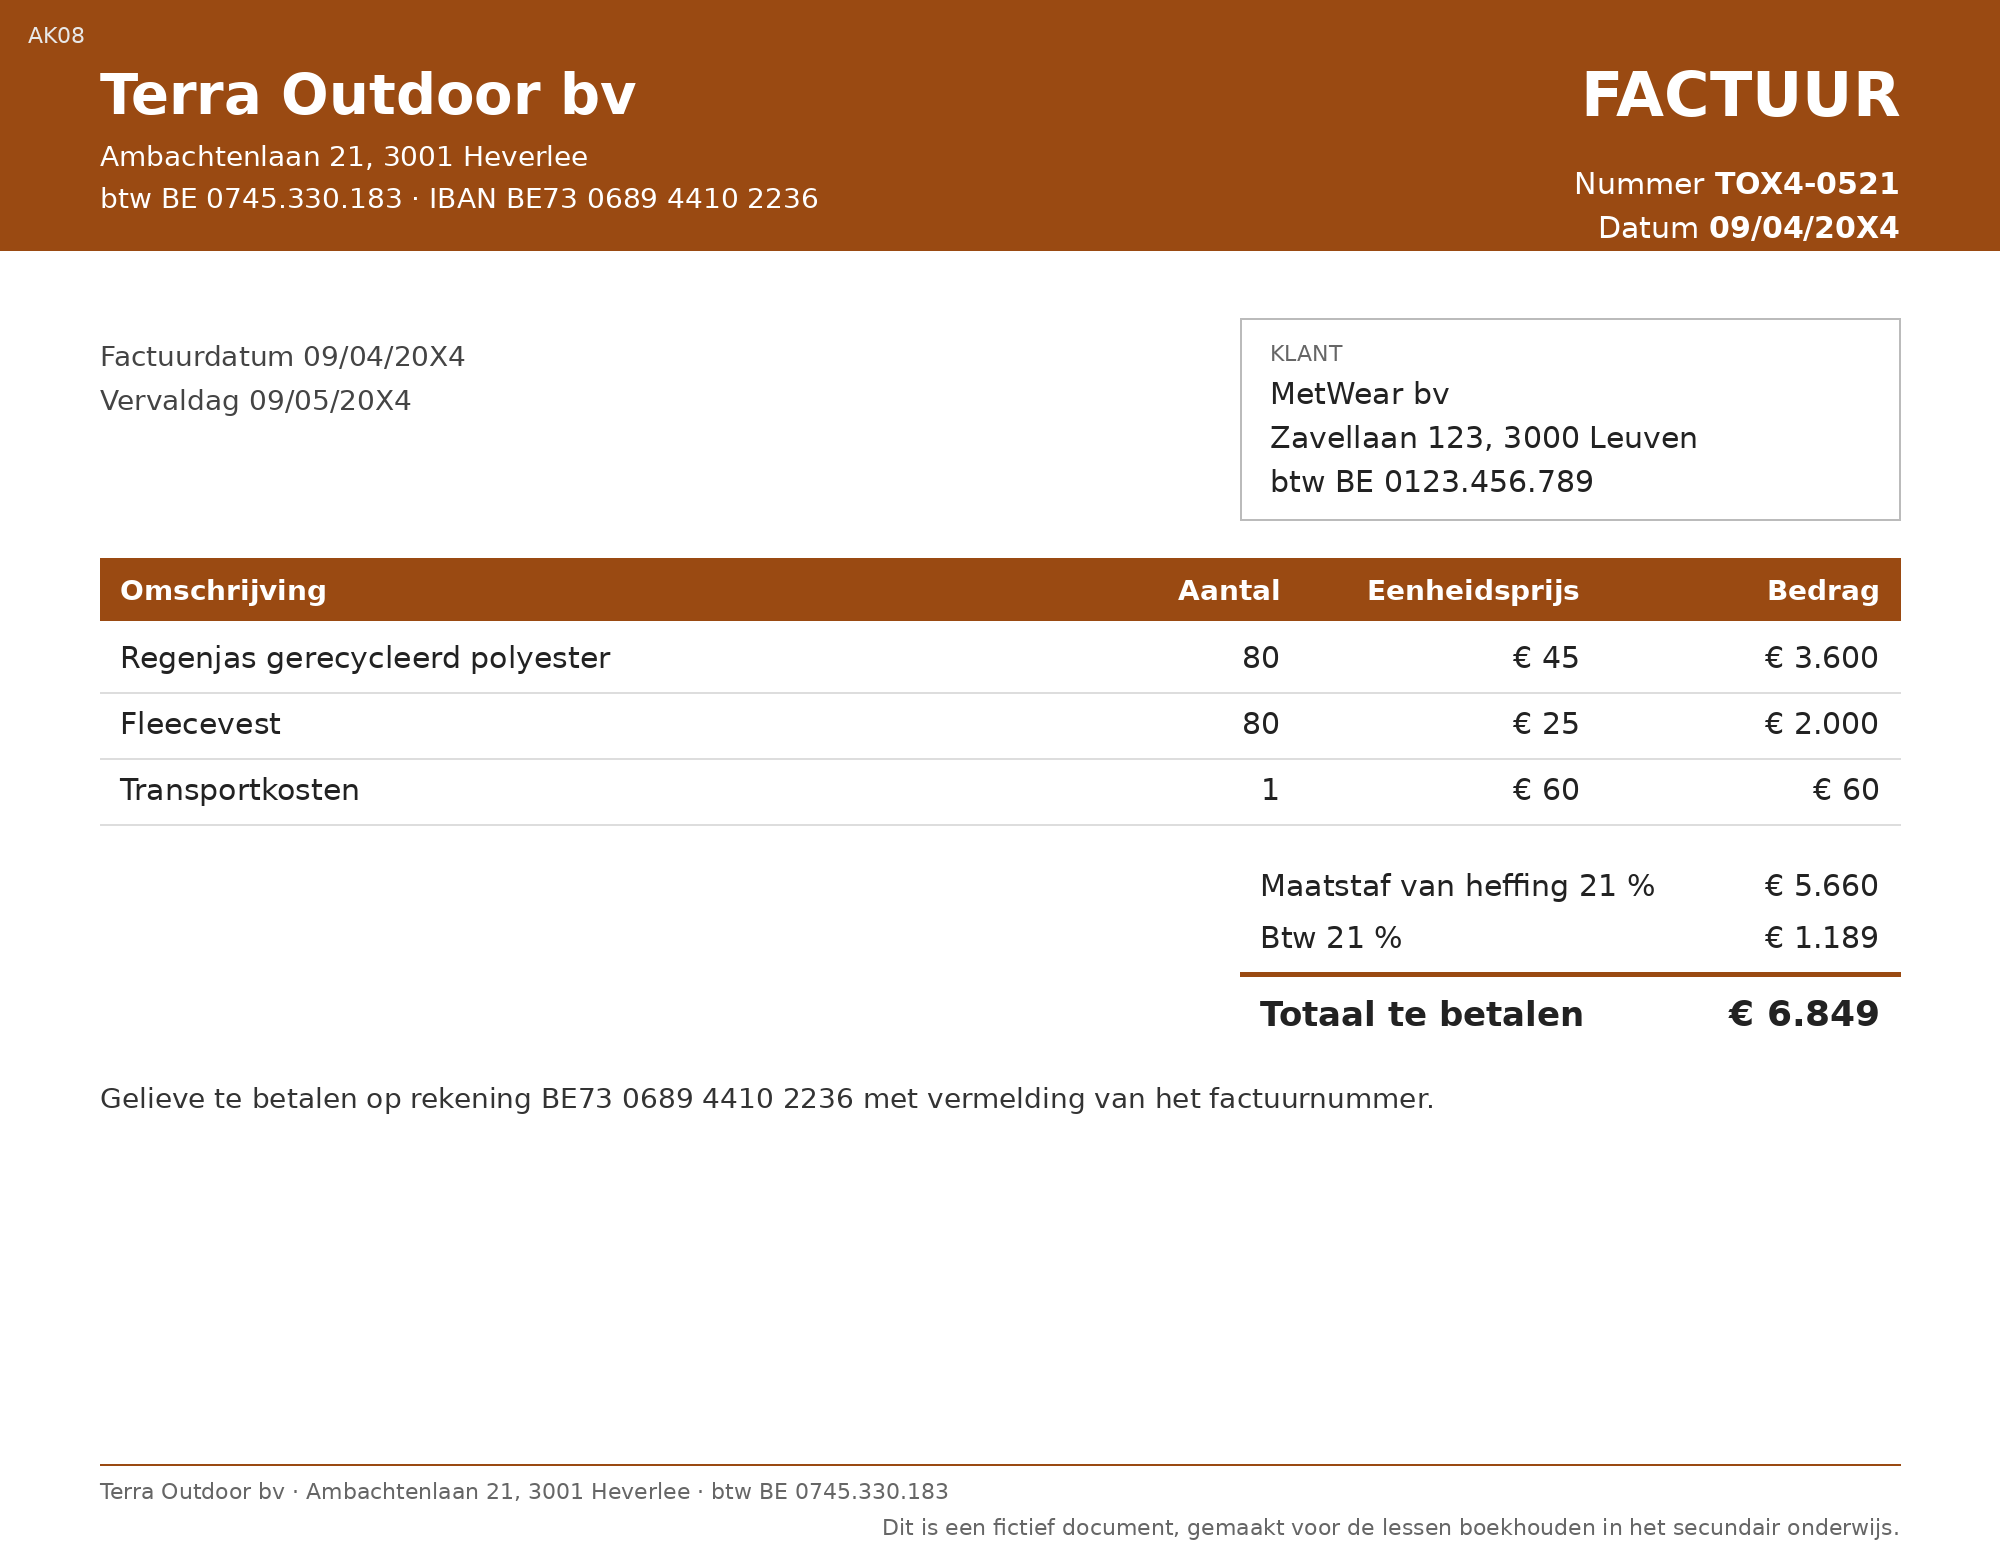 AK08
Terra Outdoor bv
Ambachtenlaan 21, 3001 Heverlee
btw BE 0745.330.183 · IBAN BE73 0689 4410 2236
FACTUUR
Nummer TOX4-0521
Datum 09/04/20X4
Factuurdatum 09/04/20X4
Vervaldag 09/05/20X4
KLANT
MetWear bv
Zavellaan 123, 3000 Leuven
btw BE 0123.456.789
Omschrijving Aantal Eenheidsprijs Bedrag
Regenjas gerecycleerd polyester 80 € 45 € 3.600
Fleecevest 80 € 25 € 2.000
Transportkosten 1 € 60 € 60
Maatstaf van heffing 21 % € 5.660
Btw 21 % € 1.189
Totaal te betalen € 6.849
Gelieve te betalen op rekening BE73 0689 4410 2236 met vermelding van het factuurnummer.
Terra Outdoor bv · Ambachtenlaan 21, 3001 Heverlee · btw BE 0745.330.183
Dit is een fictief document, gemaakt voor de lessen boekhouden in het secundair onderwijs.